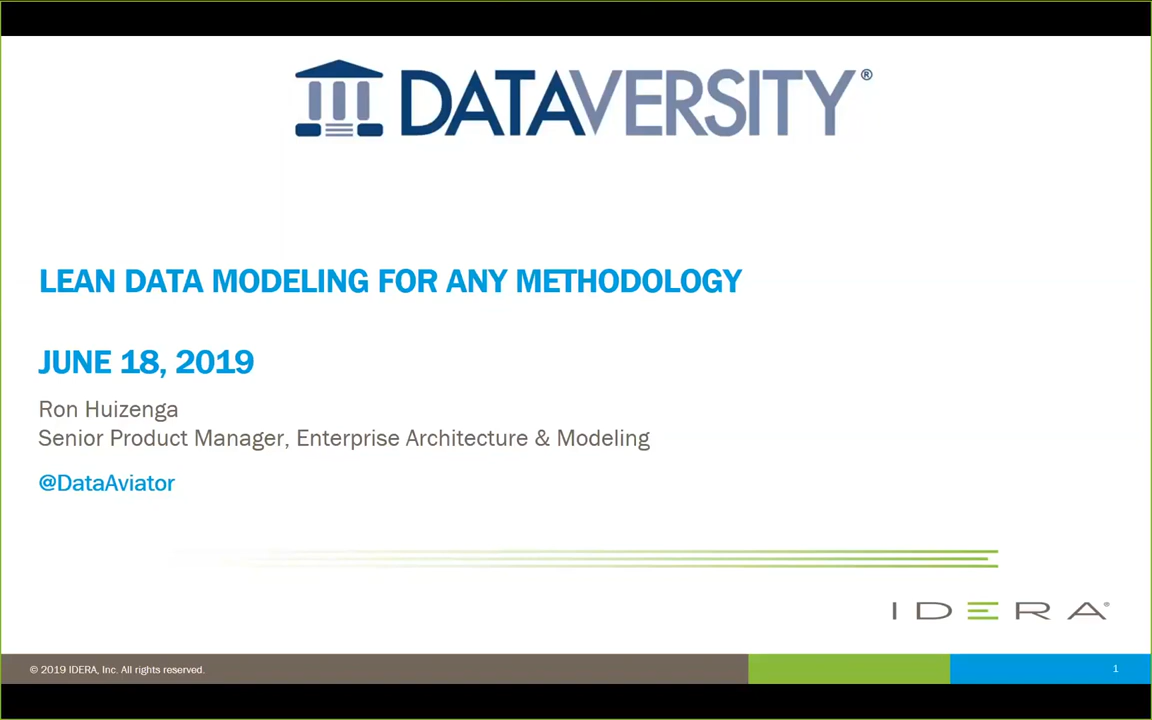 DATAVERSITY®
LEAN DATA MODELING FOR ANY METHODOLOGY
JUNE 18, 2019
Ron Huizenga
Senior Product Manager, Enterprise Architecture & Modeling
@DataAviator
IDERA®
© 2019 IDERA, Inc. All rights reserved.
1